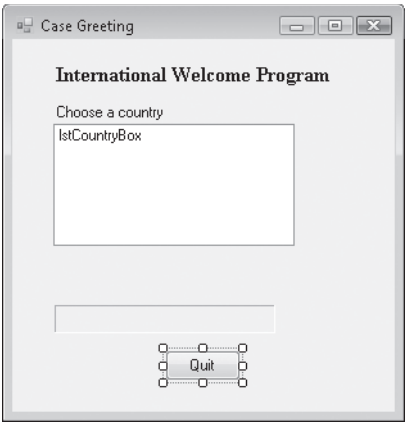 Case Greeting
International Welcome Program
Choose a country
lstCountryBox
Quit